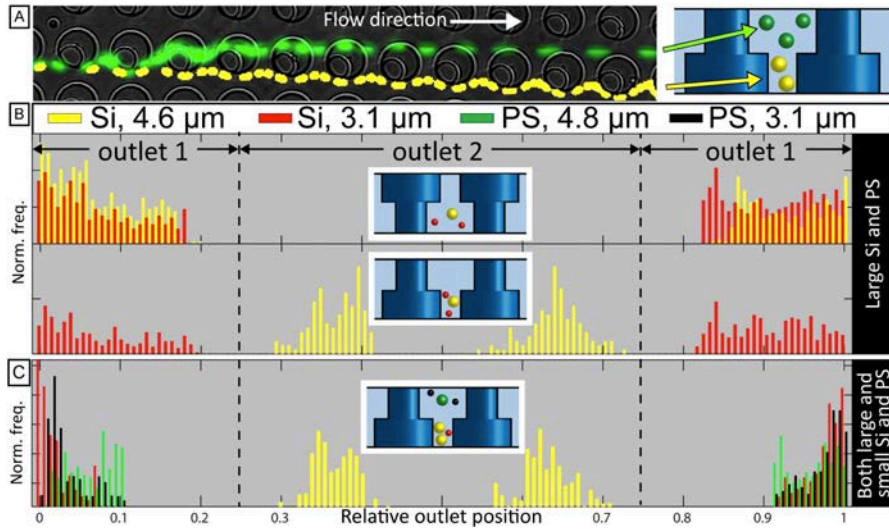 A
Flow direction
Si, 4.6 µm Si, 3.1 µm PS, 4.8 µm PS, 3.1 µm
B
outlet 1 outlet 2 outlet 1
Norm. freq.
Large Si and PS
C
Norm. freq.
Both large and
small Si and PS
0 0.1 0.2 0.3 Relative outlet position 0.7 0.8 0.9 1